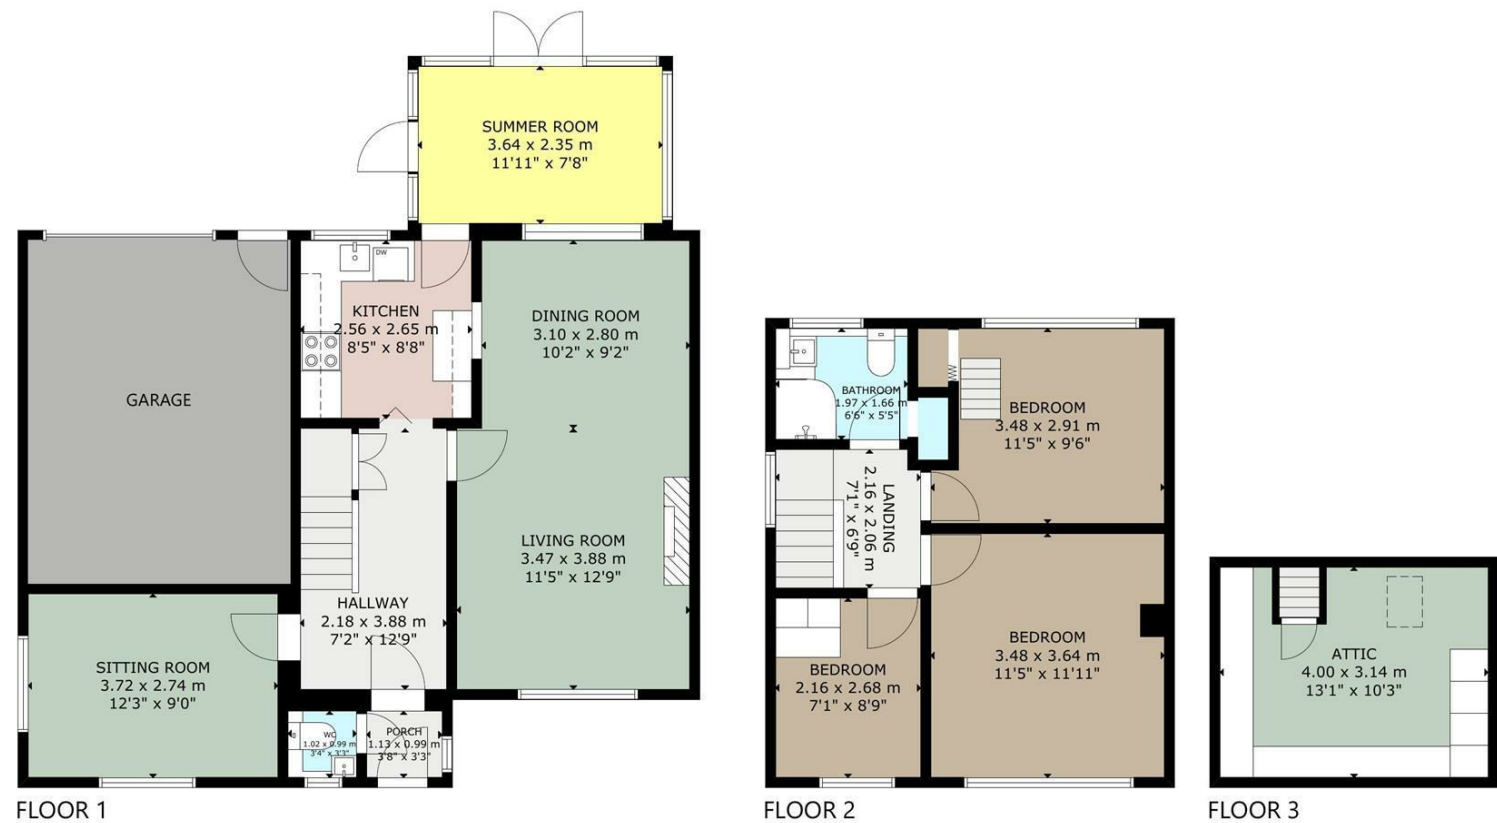 SUMMER ROOM
3.64 x 2.35 m
11'11" x 7'8"
DW
KITCHEN
2.56 x 2.65 m
8'5" x 8'8"
DINING ROOM
3.10 x 2.80 m
10'2" x 9'2"
GARAGE
LIVING ROOM
3.47 x 3.88 m
11'5" x 12'9"
HALLWAY
2.18 x 3.88 m
7'2" x 12'9"
SITTING ROOM
3.72 x 2.74 m
12'3" x 9'0"
WC
1.02 x 0.99 m
3'4" x 3'3"
PORCH
1.13 x 0.99 m
3'8" x 3'3"
FLOOR 1
BATHROOM
1.97 x 1.66 m
6'6" x 5'5"
BEDROOM
3.48 x 2.91 m
11'5" x 9'6"
LANDING
2.16 x 2.06 m
7'1" x 6'9"
BEDROOM
3.48 x 3.64 m
11'5" x 11'11"
BEDROOM
2.16 x 2.68 m
7'1" x 8'9"
FLOOR 2
ATTIC
4.00 x 3.14 m
13'1" x 10'3"
FLOOR 3